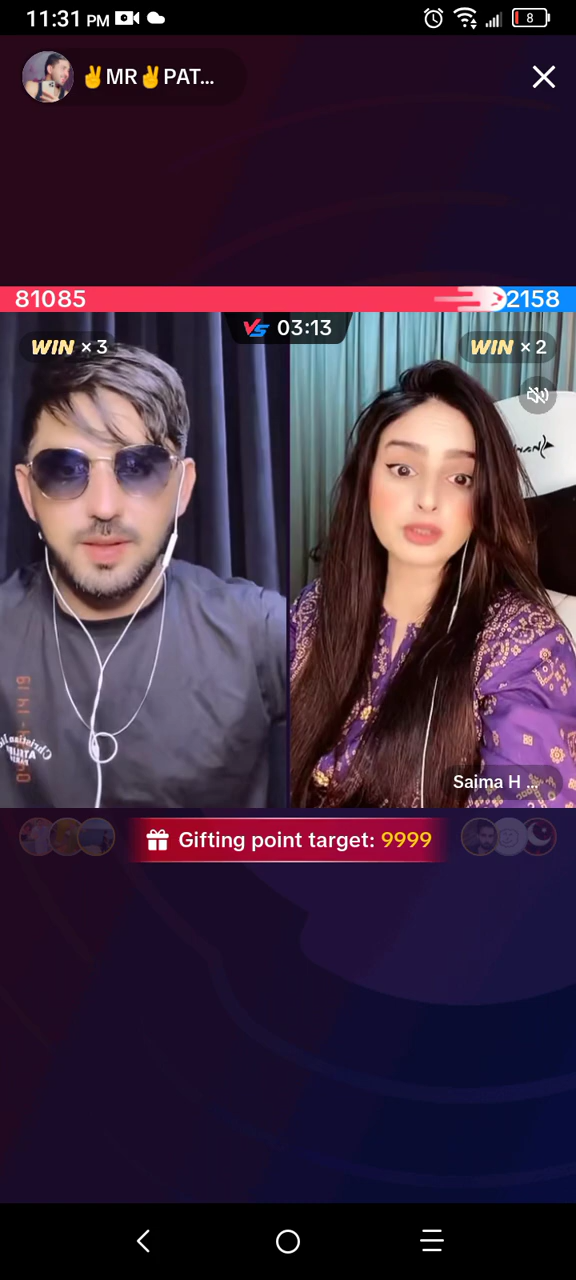 11:31 PM
8
✌MR✌PAT...
81085
2158
VS 03:13
WIN × 3
WIN × 2
Saima H ...
Gifting point target: 9999